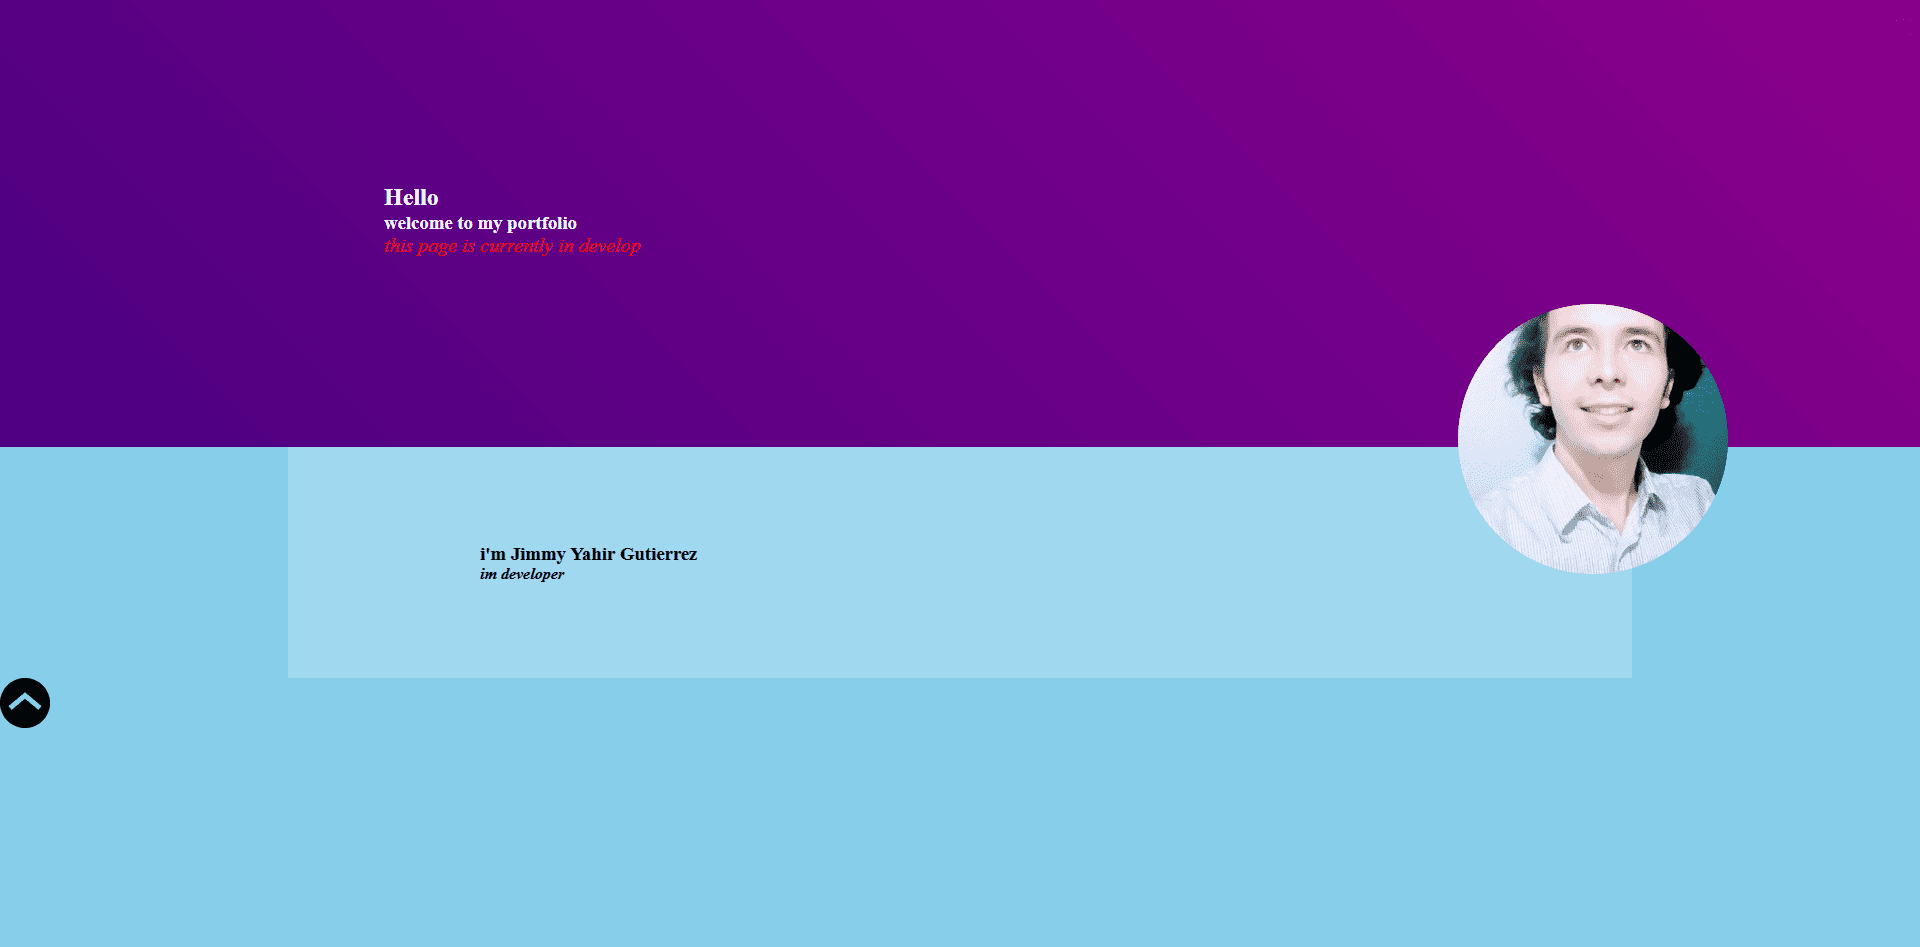 Hello
welcome to my portfolio
this page is currently in develop
i'm Jimmy Yahir Gutierrez
im developer